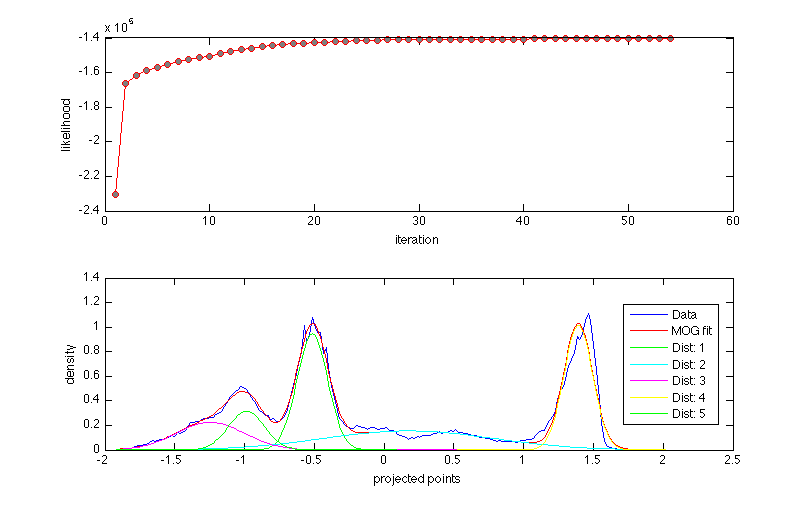 x 10^5
-1.4
-1.6
-1.8
-2
-2.2
-2.4
likelihood
0 10 20 30 40 50 60
iteration
1.4
1.2
1
0.8
0.6
0.4
0.2
0
density
-2 -1.5 -1 -0.5 0 0.5 1 1.5 2 2.5
projected points
Data
MOG fit
Dist: 1
Dist: 2
Dist: 3
Dist: 4
Dist: 5